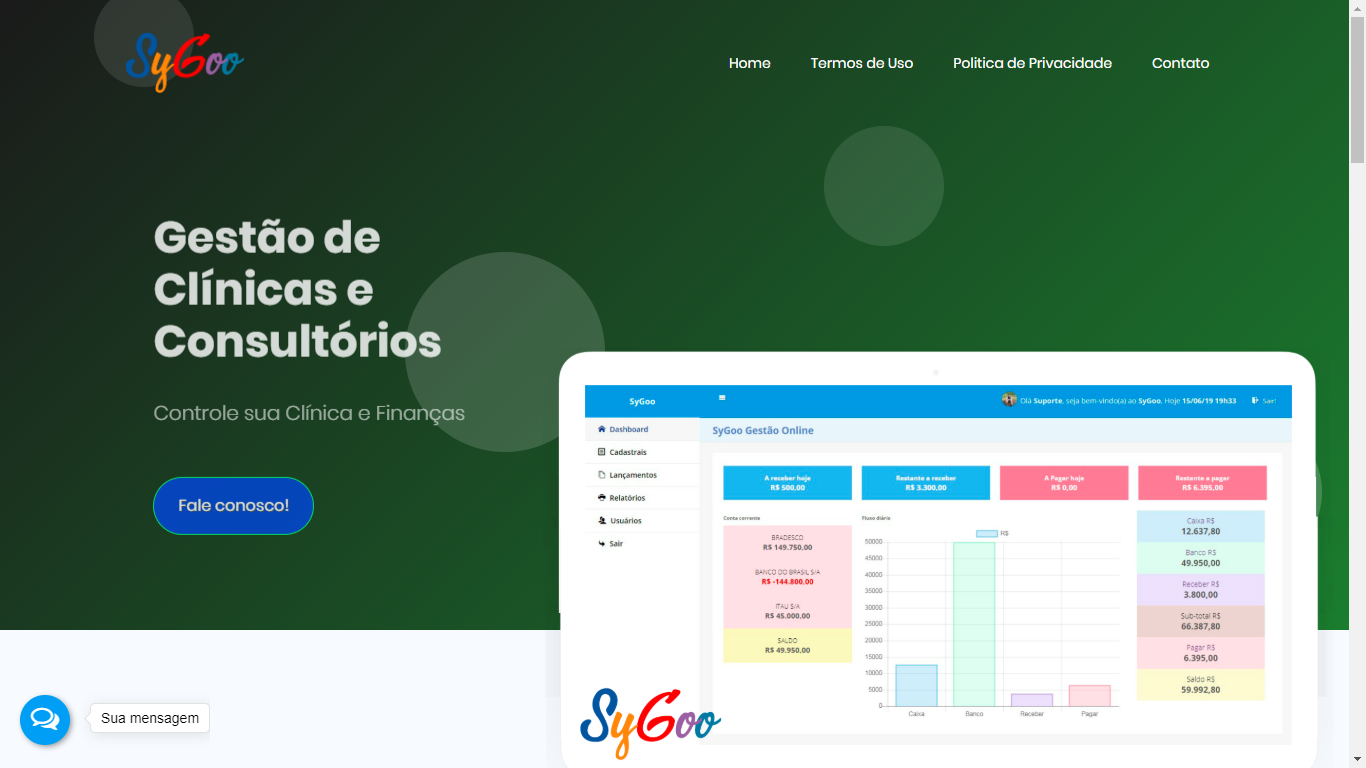 SyGoo
Home
Termos de Uso
Politica de Privacidade
Contato
Gestão de
Clínicas e
Consultórios
Controle sua Clínica e Finanças
Fale conosco!
Sua mensagem
SyGoo
Olá Suporte, seja bem-vindo(a) ao SyGoo. Hoje 15/06/19 19h33
Sair!
Dashboard
Cadastrais
Lançamentos
Relatórios
Usuários
Sair
SyGoo Gestão Online
A receber hoje
R$ 500,00
Restante a receber
R$ 3.300,00
A Pagar hoje
R$ 0,00
Restante a pagar
R$ 6.395,00
Conta corrente
BRADESCO
R$ 149.750,00
BANCO DO BRASIL S/A
R$ -144.800,00
ITAU S/A
R$ 45.000,00
SALDO
R$ 49.950,00
Fluxo diário
R$
50000
45000
40000
35000
30000
25000
20000
15000
10000
5000
0
Caixa
Banco
Receber
Pagar
Caixa R$
12.637,80
Banco R$
49.950,00
Receber R$
3.800,00
Sub-total R$
66.387,80
Pagar R$
6.395,00
Saldo R$
59.992,80
SyGoo